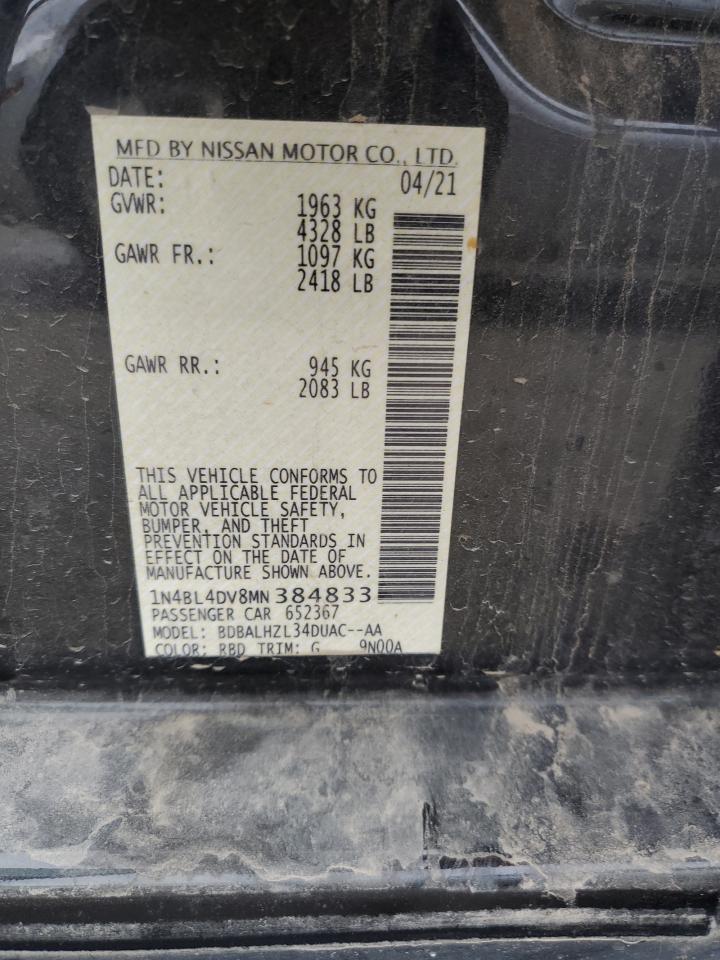 MFD BY NISSAN MOTOR CO., LTD.
DATE: 04/21
GVWR: 1963 KG
4328 LB
GAWR FR.: 1097 KG
2418 LB
GAWR RR.: 945 KG
2083 LB
THIS VEHICLE CONFORMS TO
ALL APPLICABLE FEDERAL
MOTOR VEHICLE SAFETY,
BUMPER, AND THEFT
PREVENTION STANDARDS IN
EFFECT ON THE DATE OF
MANUFACTURE SHOWN ABOVE.
1N4BL4DV8MN 384833
PASSENGER CAR 652367
MODEL: BDBALHZL34DUAC--AA
COLOR: RBD TRIM: G 9N00A